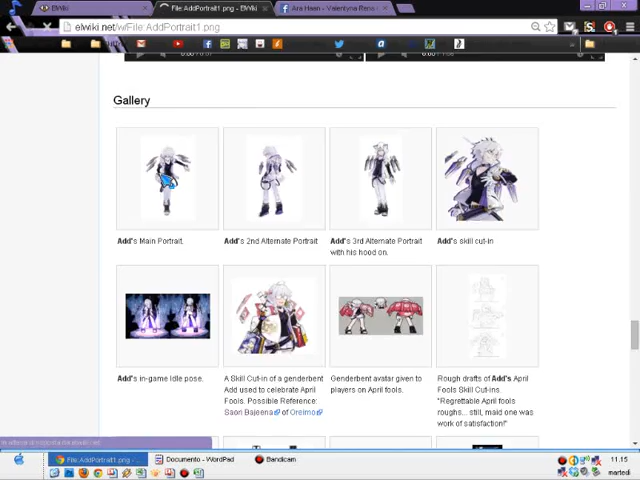 ElWiki
File:AddPortrait1.png - ElWiki
Ara Haan - Valentyna Rens
elwiki.net/w/File:AddPortrait1.png
Gallery
Add's Main Portrait.
Add's 2nd Alternate Portrait
Add's 3rd Alternate Portrait
with his hood on.
Add's skill cut-in
Add's in-game Idle pose.
A Skill Cut-in of a genderbent
Add used to celebrate April
Fools. Possible Reference:
Saori Bajeena of Oreimo
Genderbent avatar given to
players on April fools.
Rough drafts of Add's April
Fools Skill Cut-ins.
"Regrettable April fools
roughs... still, maid one was
work of satisfaction!"
File:AddPortrait1.png - ...
Documento - WordPad
Bandicam
11.15
martedì